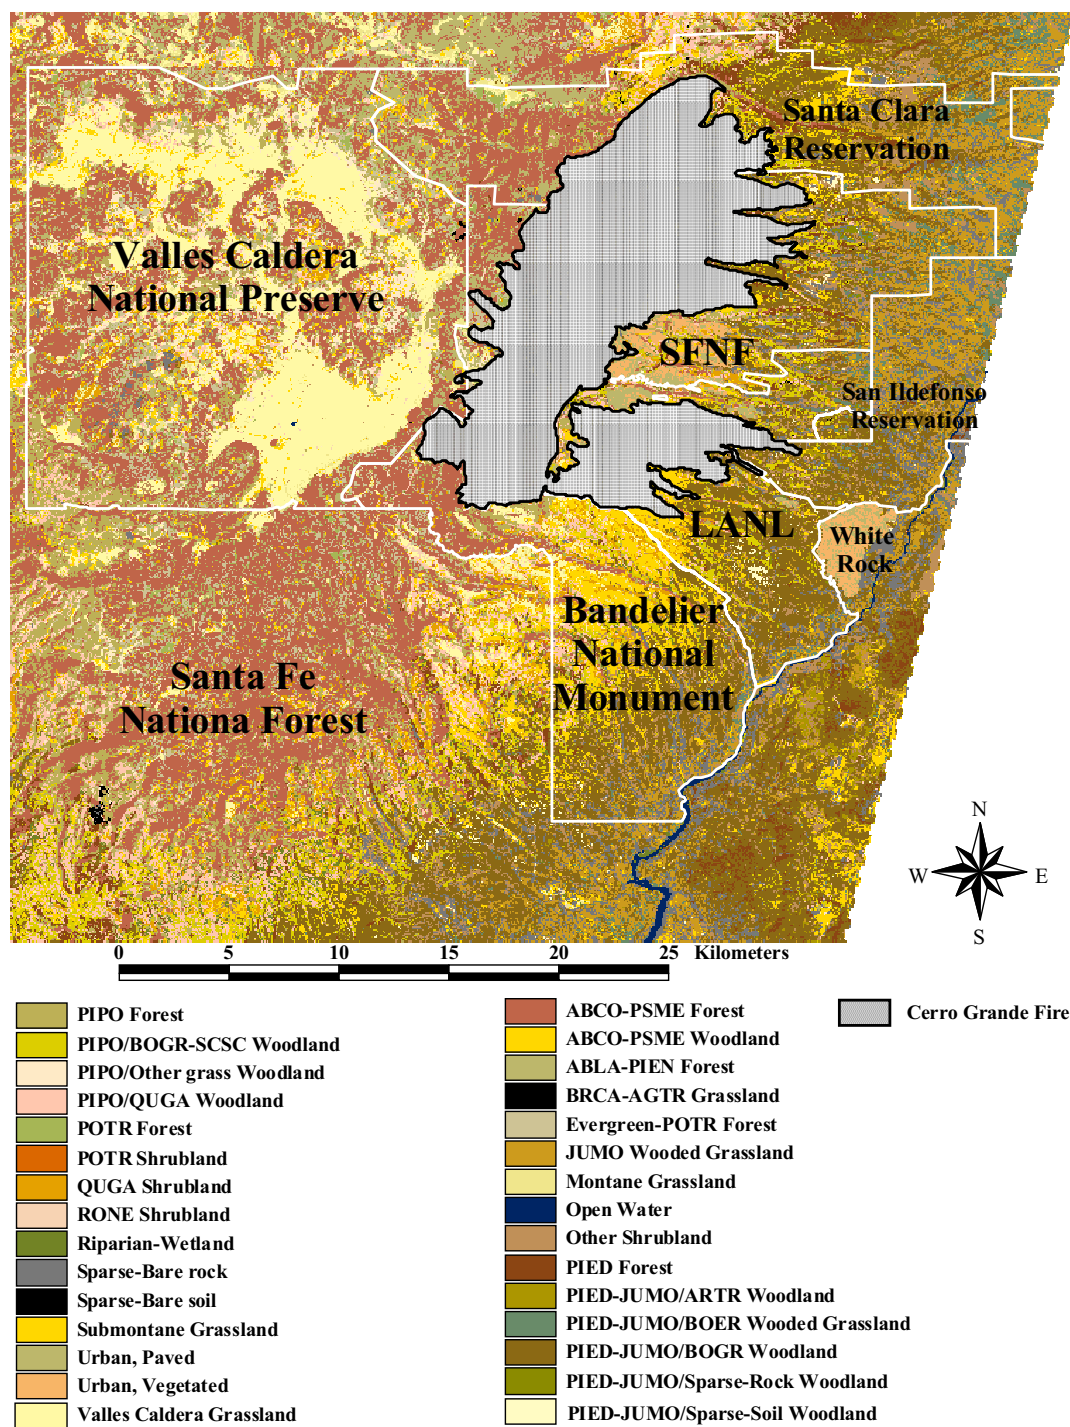 Santa Clara
Reservation
Valles Caldera
National Preserve
SFNF
San Ildefonso
Reservation
LANL
White
Rock
Bandelier
National
Monument
Santa Fe
Nationa Forest
N
W
E
S
0 5 10 15 20 25 Kilometers
PIPO Forest
PIPO/BOGR-SCSC Woodland
PIPO/Other grass Woodland
PIPO/QUGA Woodland
POTR Forest
POTR Shrubland
QUGA Shrubland
RONE Shrubland
Riparian-Wetland
Sparse-Bare rock
Sparse-Bare soil
Submontane Grassland
Urban, Paved
Urban, Vegetated
Valles Caldera Grassland
ABCO-PSME Forest
ABCO-PSME Woodland
ABLA-PIEN Forest
BRCA-AGTR Grassland
Evergreen-POTR Forest
JUMO Wooded Grassland
Montane Grassland
Open Water
Other Shrubland
PIED Forest
PIED-JUMO/ARTR Woodland
PIED-JUMO/BOER Wooded Grassland
PIED-JUMO/BOGR Woodland
PIED-JUMO/Sparse-Rock Woodland
PIED-JUMO/Sparse-Soil Woodland
Cerro Grande Fire